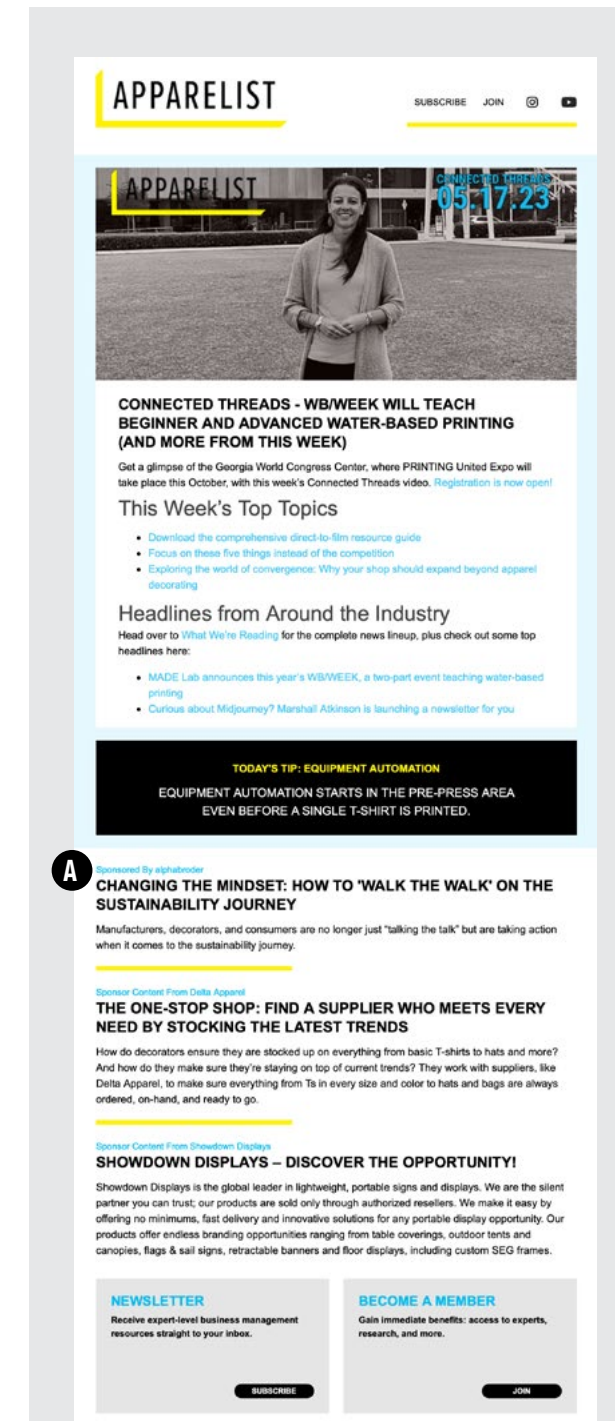 APPARELIST
SUBSCRIBE JOIN
APPARELIST
CONNECTED THREADS
05.17.23
CONNECTED THREADS - WB/WEEK WILL TEACH
BEGINNER AND ADVANCED WATER-BASED PRINTING
(AND MORE FROM THIS WEEK)
Get a glimpse of the Georgia World Congress Center, where PRINTING United Expo will
take place this October, with this week's Connected Threads video. Registration is now open!
This Week's Top Topics
• Download the comprehensive direct-to-film resource guide
• Focus on these five things instead of the competition
• Exploring the world of convergence: Why your shop should expand beyond apparel
decorating
Headlines from Around the Industry
Head over to What We're Reading for the complete news lineup, plus check out some top
headlines here:
• MADE Lab announces this year's WB/WEEK, a two-part event teaching water-based
printing
• Curious about Midjourney? Marshall Atkinson is launching a newsletter for you
TODAY'S TIP: EQUIPMENT AUTOMATION
EQUIPMENT AUTOMATION STARTS IN THE PRE-PRESS AREA
EVEN BEFORE A SINGLE T-SHIRT IS PRINTED.
A
Sponsored By alphabroder
CHANGING THE MINDSET: HOW TO 'WALK THE WALK' ON THE
SUSTAINABILITY JOURNEY
Manufacturers, decorators, and consumers are no longer just "talking the talk" but are taking action
when it comes to the sustainability journey.
Sponsor Content From Delta Apparel
THE ONE-STOP SHOP: FIND A SUPPLIER WHO MEETS EVERY
NEED BY STOCKING THE LATEST TRENDS
How do decorators ensure they are stocked up on everything from basic T-shirts to hats and more?
And how do they make sure they're staying on top of current trends? They work with suppliers, like
Delta Apparel, to make sure everything from Ts in every size and color to hats and bags are always
ordered, on-hand, and ready to go.
Sponsor Content From Showdown Displays
SHOWDOWN DISPLAYS – DISCOVER THE OPPORTUNITY!
Showdown Displays is the global leader in lightweight, portable signs and displays. We are the silent
partner you can trust; our products are sold only through authorized resellers. We make it easy by
offering no minimums, fast delivery and innovative solutions for any portable display opportunity. Our
products offer endless branding opportunities ranging from table coverings, outdoor tents and
canopies, flags & sail signs, retractable banners and floor displays, including custom SEG frames.
NEWSLETTER
Receive expert-level business management
resources straight to your inbox.
SUBSCRIBE
BECOME A MEMBER
Gain immediate benefits: access to experts,
research, and more.
JOIN